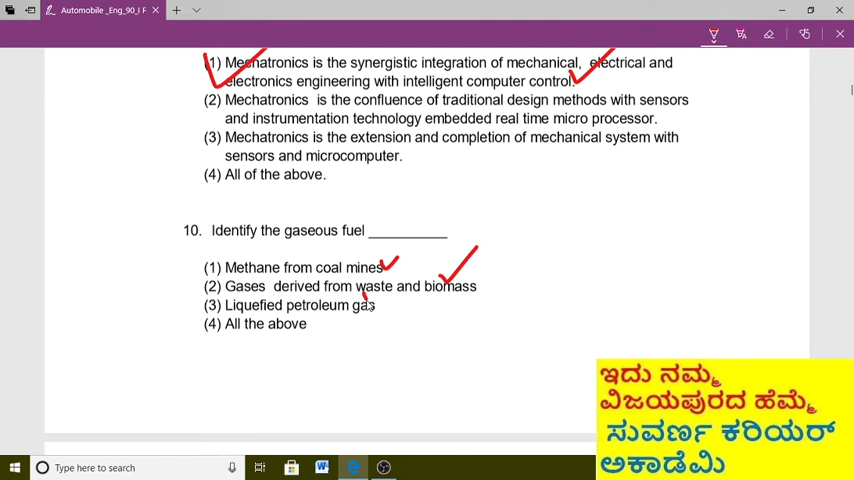 Automobile _Eng_90_I F
(1) Mechatronics is the synergistic integration of mechanical, electrical and
electronics engineering with intelligent computer control.
(2) Mechatronics is the confluence of traditional design methods with sensors
and instrumentation technology embedded real time micro processor.
(3) Mechatronics is the extension and completion of mechanical system with
sensors and microcomputer.
(4) All of the above.
10. Identify the gaseous fuel __________
(1) Methane from coal mines
(2) Gases derived from waste and biomass
(3) Liquefied petroleum gas
(4) All the above
ಇದು ನಮ್ಮ
ವಿಜಯಪುರದ ಹೆಮ್ಮೆ
ಸುವರ್ಣ ಕರಿಯರ್
ಅಕಾಡೆಮಿ
Type here to search